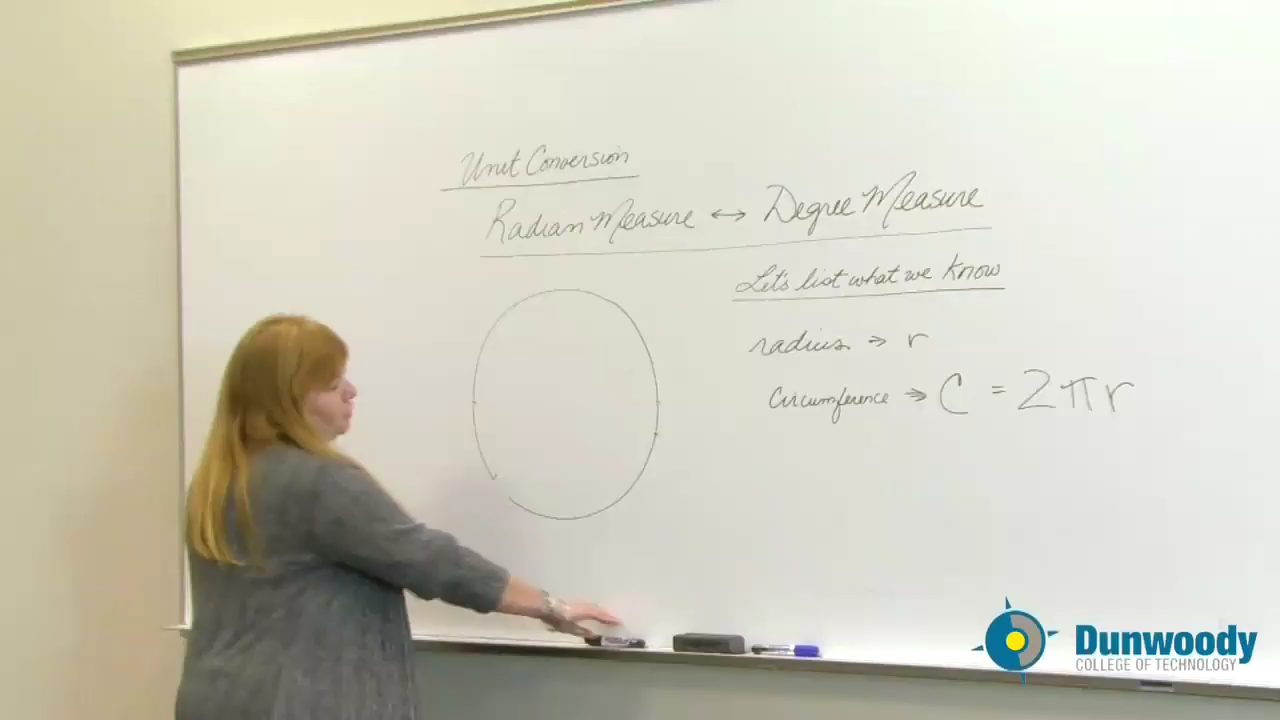 Unit Conversion
Radian Measure ↔ Degree Measure
Let's list what we know
radius → r
Circumference → C = 2πr
Dunwoody
COLLEGE OF TECHNOLOGY